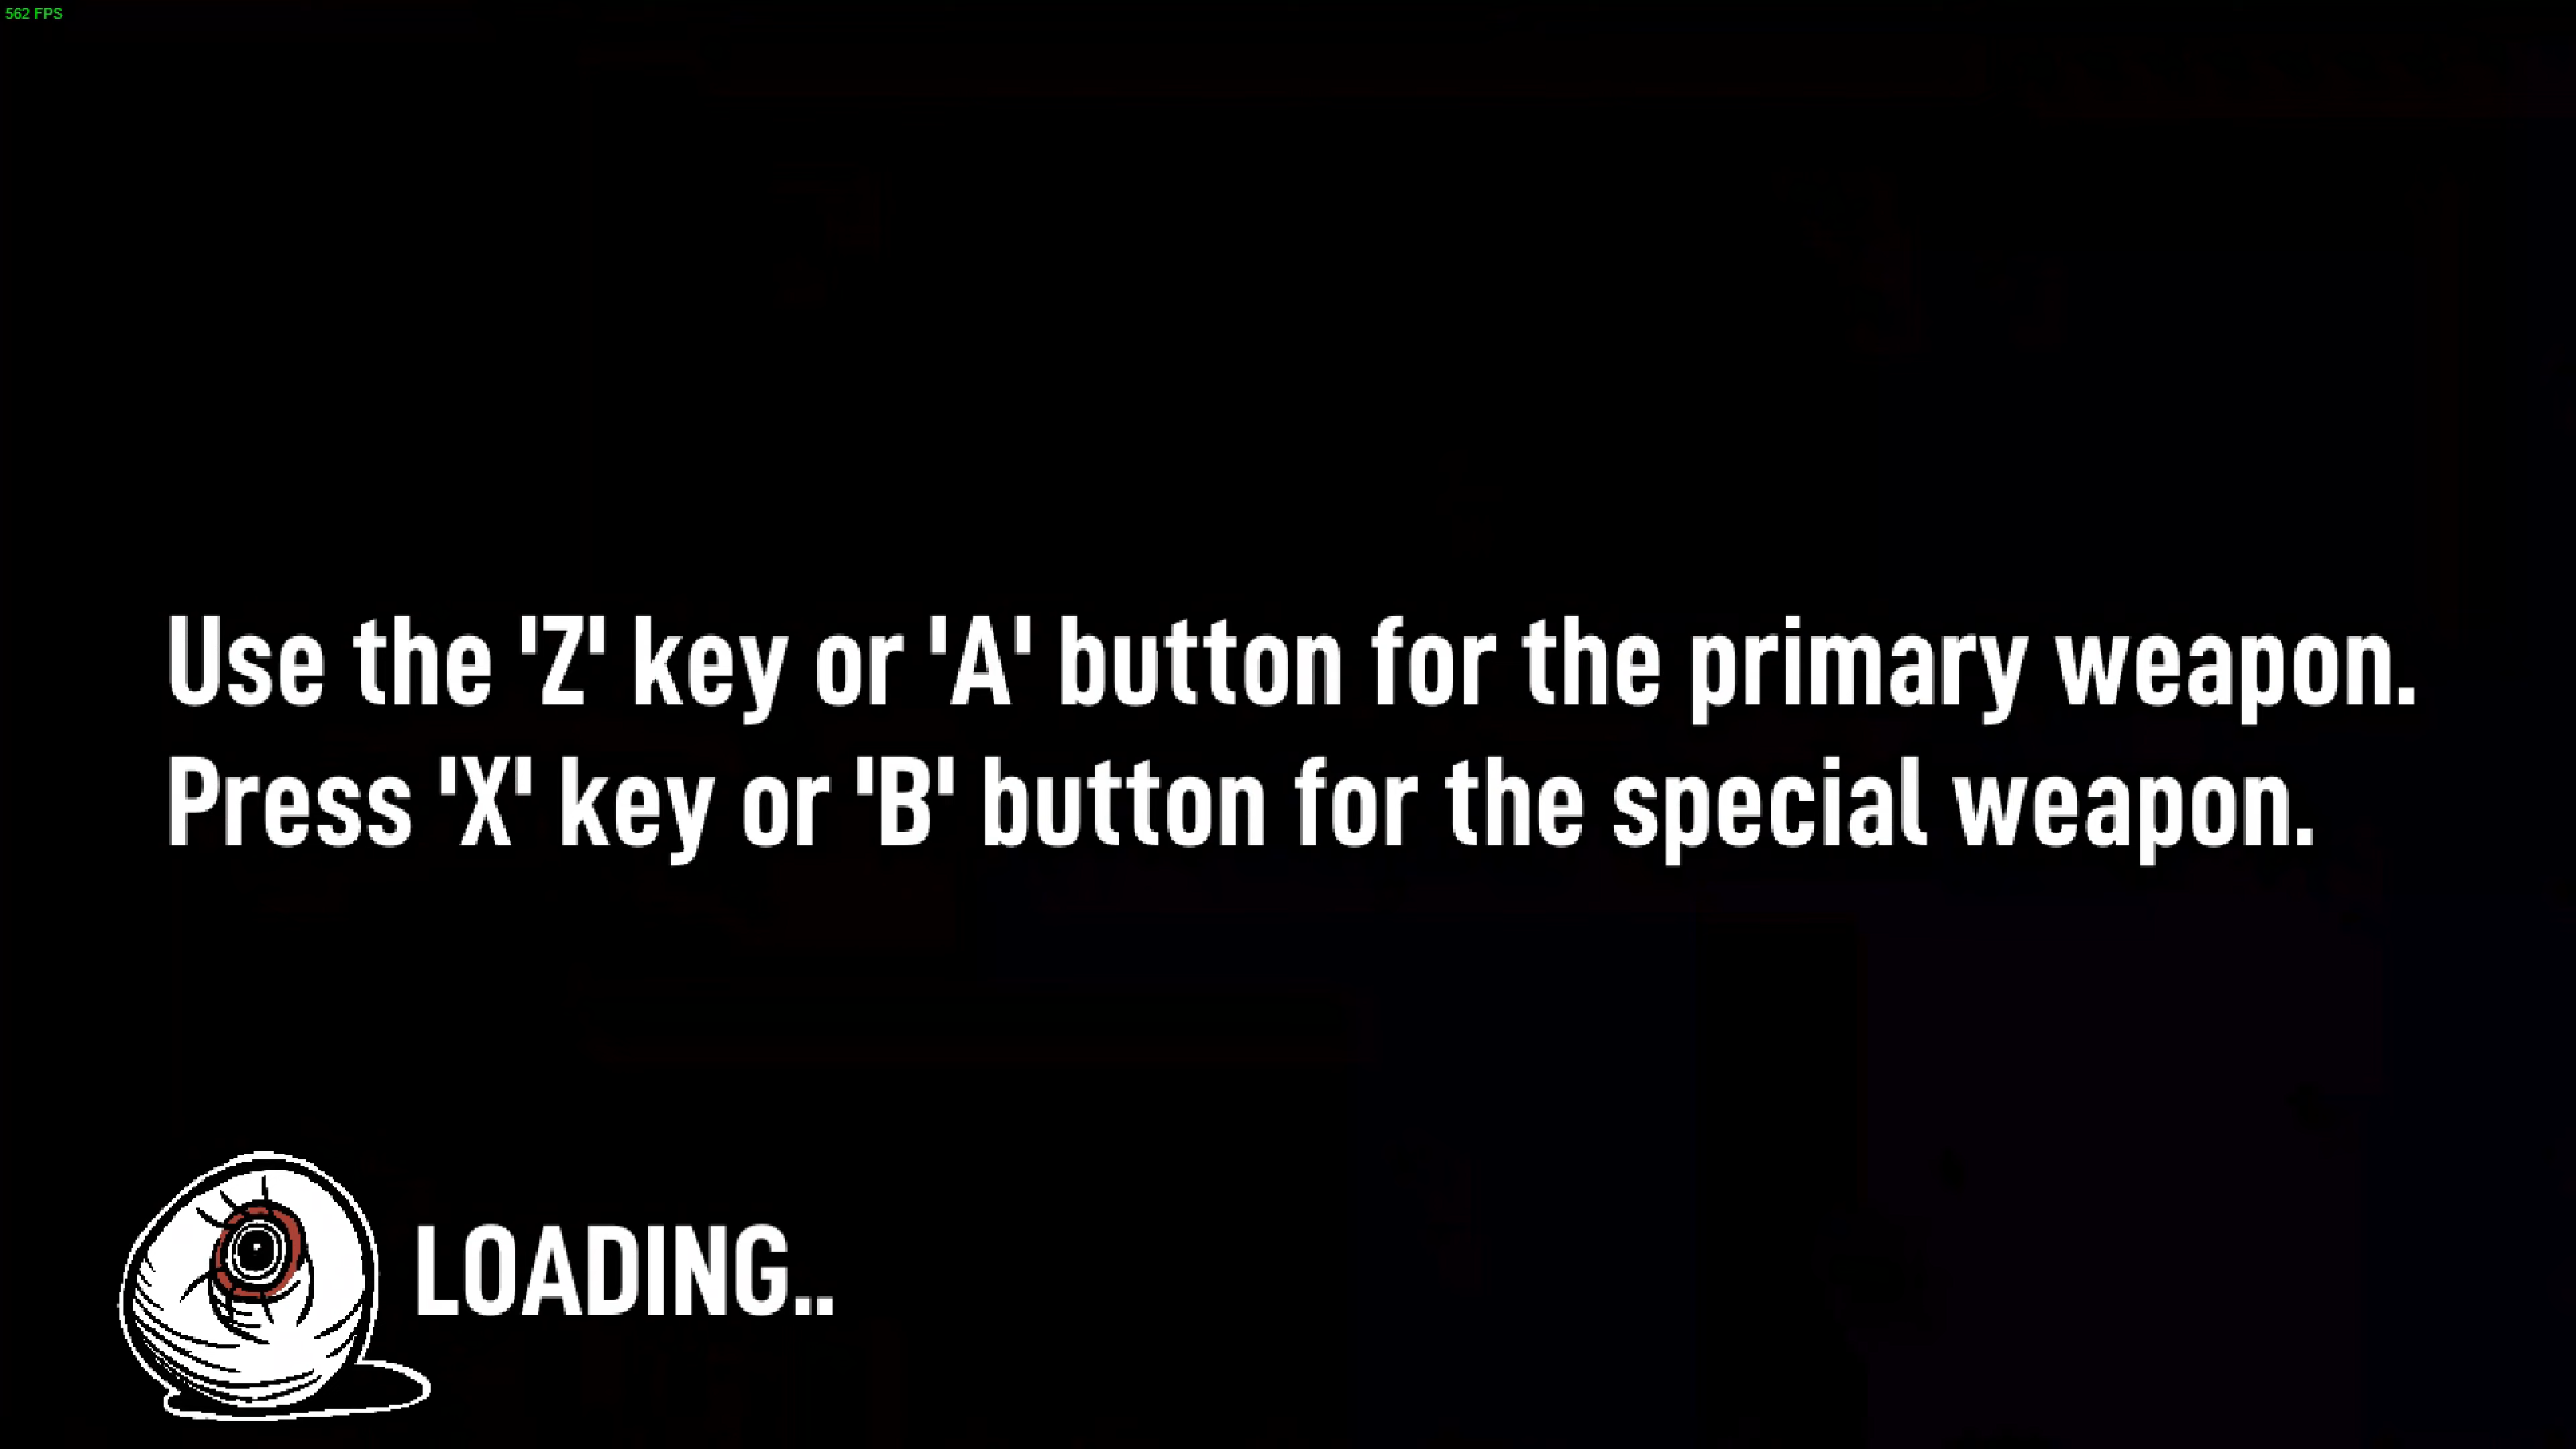 562 FPS
Use the 'Z' key or 'A' button for the primary weapon.
Press 'X' key or 'B' button for the special weapon.
LOADING..